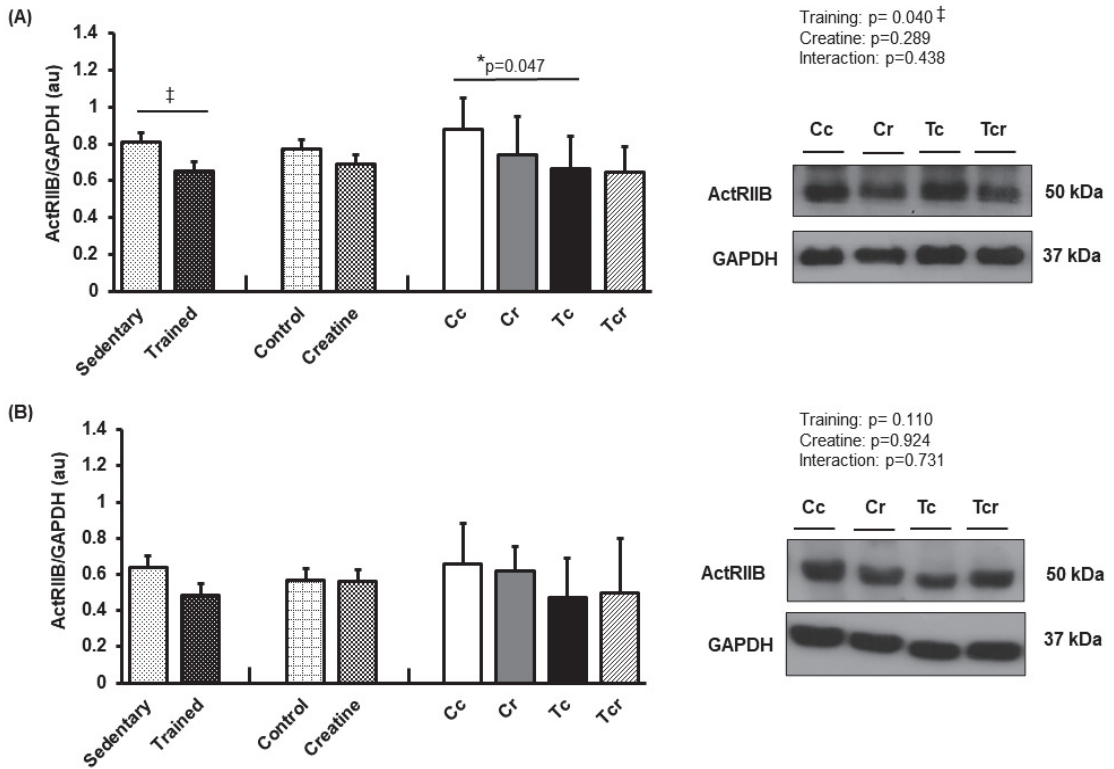 (A)
ActRIIB/GAPDH (au)
1.4
1.2
1
0.8
0.6
0.4
0.2
0
‡
*p=0.047
Sedentary
Trained
Control
Creatine
Cc
Cr
Tc
Tcr
Training: p= 0.040 ‡
Creatine: p=0.289
Interaction: p=0.438
Cc Cr Tc Tcr
ActRIIB 50 kDa
GAPDH 37 kDa
(B)
ActRIIB/GAPDH (au)
1.4
1.2
1
0.8
0.6
0.4
0.2
0
Sedentary
Trained
Control
Creatine
Cc
Cr
Tc
Tcr
Training: p= 0.110
Creatine: p=0.924
Interaction: p=0.731
Cc Cr Tc Tcr
ActRIIB 50 kDa
GAPDH 37 kDa